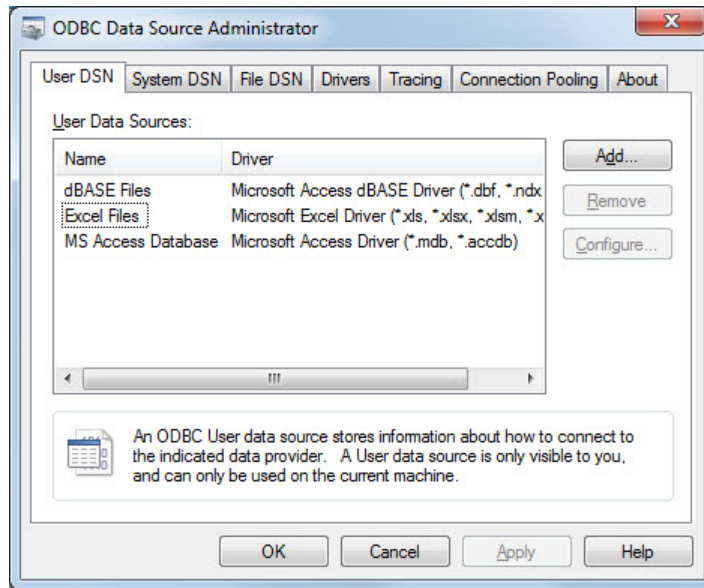 ODBC Data Source Administrator
User DSN System DSN File DSN Drivers Tracing Connection Pooling About
User Data Sources:
Name Driver
dBASE Files Microsoft Access dBASE Driver (*.dbf, *.ndx
Excel Files Microsoft Excel Driver (*.xls, *.xlsx, *.xlsm, *.x
MS Access Database Microsoft Access Driver (*.mdb, *.accdb)
Add...
Remove
Configure...
An ODBC User data source stores information about how to connect to
the indicated data provider. A User data source is only visible to you,
and can only be used on the current machine.
OK Cancel Apply Help